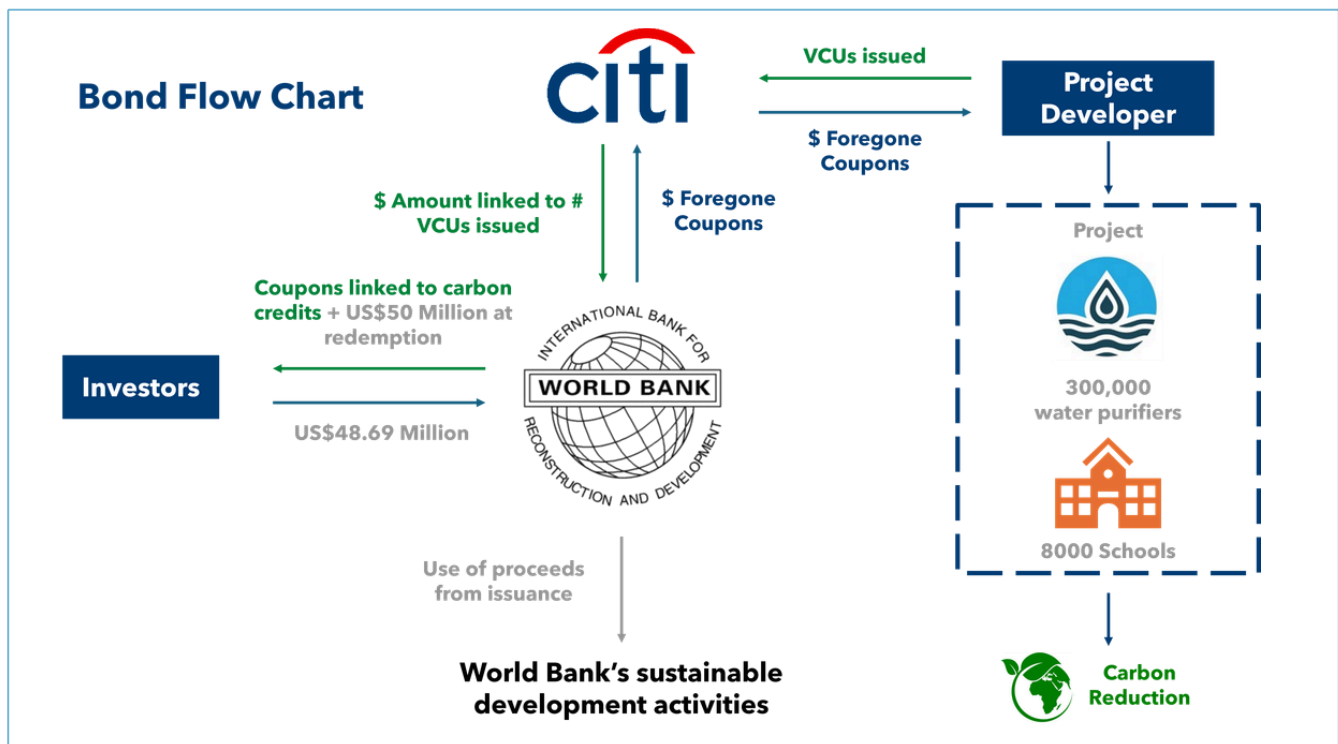 Bond Flow Chart
citi
VCUs issued
$ Foregone
Coupons
Project
Developer
$ Amount linked to #
VCUs issued
$ Foregone
Coupons
Coupons linked to carbon
credits + US$50 Million at
redemption
Investors
US$48.69 Million
INTERNATIONAL BANK FOR
WORLD BANK
RECONSTRUCTION AND DEVELOPMENT
Use of proceeds
from issuance
World Bank's sustainable
development activities
Project
300,000
water purifiers
8000 Schools
Carbon
Reduction